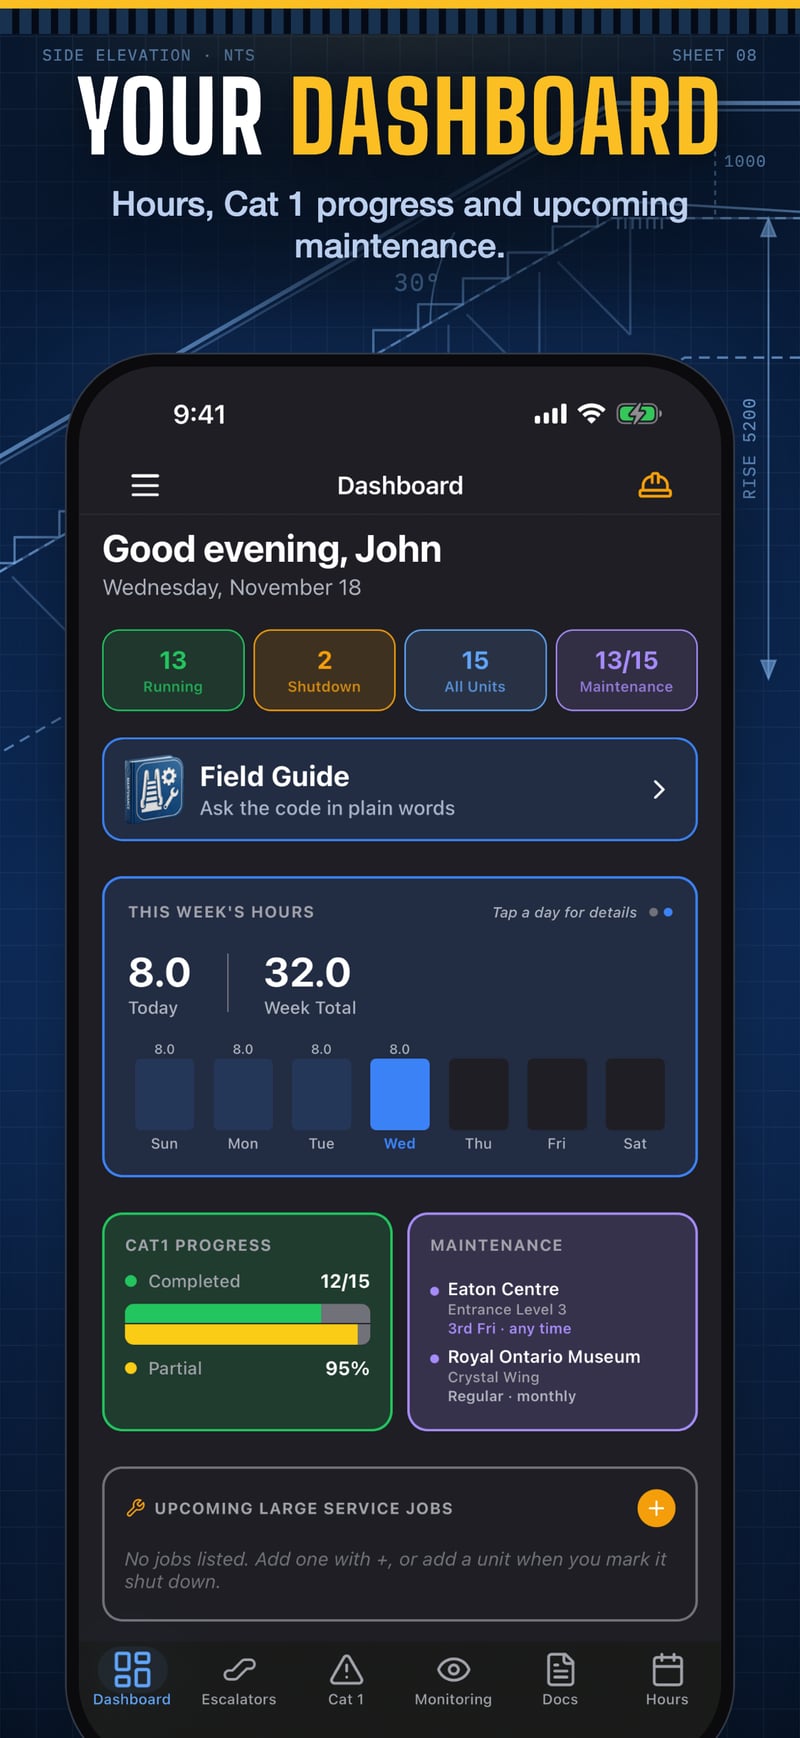 SIDE ELEVATION · NTS
SHEET 08
YOUR DASHBOARD
1000
Hours, Cat 1 progress and upcoming
maintenance.
30°
RISE 5200
9:41
Dashboard
Good evening, John
Wednesday, November 18
13
Running
2
Shutdown
15
All Units
13/15
Maintenance
Field Guide
Ask the code in plain words
THIS WEEK'S HOURS
Tap a day for details
8.0
Today
32.0
Week Total
8.0 8.0 8.0 8.0
Sun Mon Tue Wed Thu Fri Sat
CAT1 PROGRESS
Completed 12/15
Partial 95%
MAINTENANCE
Eaton Centre
Entrance Level 3
3rd Fri · any time
Royal Ontario Museum
Crystal Wing
Regular · monthly
UPCOMING LARGE SERVICE JOBS
No jobs listed. Add one with +, or add a unit when you mark it
shut down.
Dashboard Escalators Cat 1 Monitoring Docs Hours